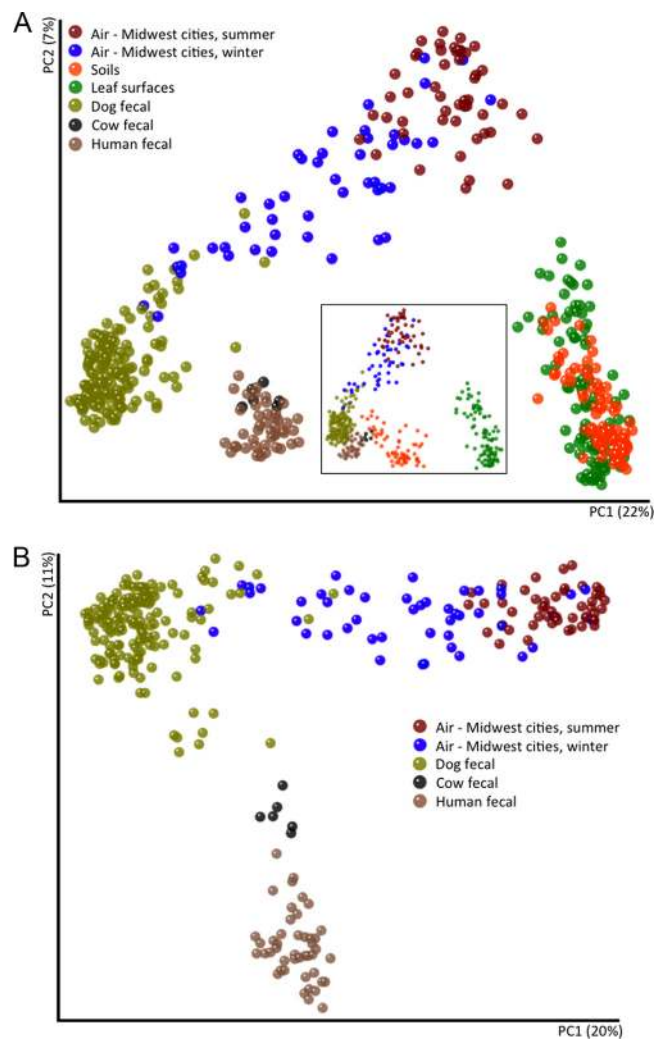 A
PC2 (7%)
Air - Midwest cities, summer
Air - Midwest cities, winter
Soils
Leaf surfaces
Dog fecal
Cow fecal
Human fecal
PC1 (22%)
B
PC2 (11%)
Air - Midwest cities, summer
Air - Midwest cities, winter
Dog fecal
Cow fecal
Human fecal
PC1 (20%)